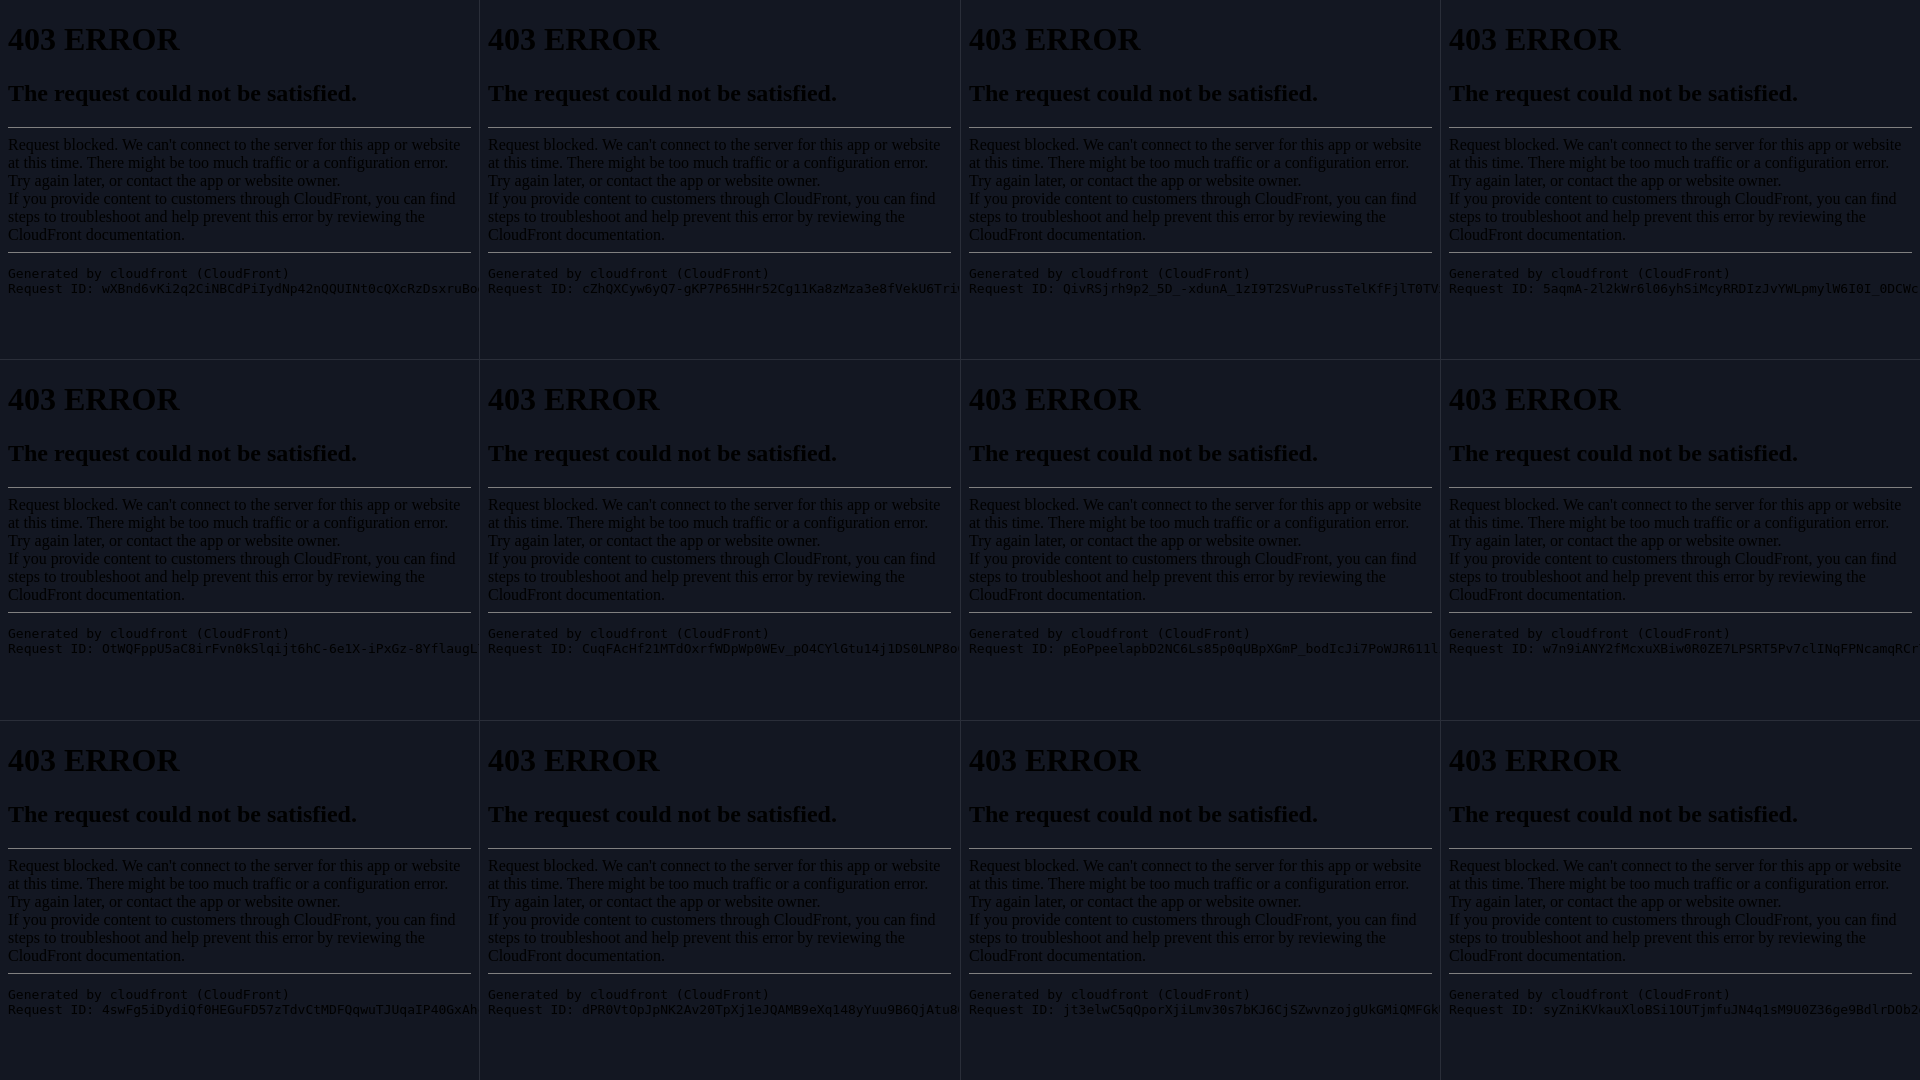 403 ERROR
The request could not be satisfied.
Request blocked. We can't connect to the server for this app or website
at this time. There might be too much traffic or a configuration error.
Try again later, or contact the app or website owner.
If you provide content to customers through CloudFront, you can find
steps to troubleshoot and help prevent this error by reviewing the
CloudFront documentation.
Generated by cloudfront (CloudFront)
Request ID: wXBnd6vKi2q2CiNBCdPiIydNp42nQQUINt0cQXcRzDsxruBo
403 ERROR
The request could not be satisfied.
Request blocked. We can't connect to the server for this app or website
at this time. There might be too much traffic or a configuration error.
Try again later, or contact the app or website owner.
If you provide content to customers through CloudFront, you can find
steps to troubleshoot and help prevent this error by reviewing the
CloudFront documentation.
Generated by cloudfront (CloudFront)
Request ID: cZhQXCyw6yQ7-gKP7P65HHr52Cg11Ka8zMza3e8fVekU6Tri
403 ERROR
The request could not be satisfied.
Request blocked. We can't connect to the server for this app or website
at this time. There might be too much traffic or a configuration error.
Try again later, or contact the app or website owner.
If you provide content to customers through CloudFront, you can find
steps to troubleshoot and help prevent this error by reviewing the
CloudFront documentation.
Generated by cloudfront (CloudFront)
Request ID: QivRSjrh9p2_5D_-xdunA_1zI9T2SVuPrussTelKfFjlT0TV
403 ERROR
The request could not be satisfied.
Request blocked. We can't connect to the server for this app or website
at this time. There might be too much traffic or a configuration error.
Try again later, or contact the app or website owner.
If you provide content to customers through CloudFront, you can find
steps to troubleshoot and help prevent this error by reviewing the
CloudFront documentation.
Generated by cloudfront (CloudFront)
Request ID: 5aqmA-2l2kWr6l06yhSiMcyRRDIzJvYWLpmylW6I0I_0DCWc
403 ERROR
The request could not be satisfied.
Request blocked. We can't connect to the server for this app or website
at this time. There might be too much traffic or a configuration error.
Try again later, or contact the app or website owner.
If you provide content to customers through CloudFront, you can find
steps to troubleshoot and help prevent this error by reviewing the
CloudFront documentation.
Generated by cloudfront (CloudFront)
Request ID: OtWQFppU5aC8irFvn0kSlqijt6hC-6e1X-iPxGz-8YflaugL
403 ERROR
The request could not be satisfied.
Request blocked. We can't connect to the server for this app or website
at this time. There might be too much traffic or a configuration error.
Try again later, or contact the app or website owner.
If you provide content to customers through CloudFront, you can find
steps to troubleshoot and help prevent this error by reviewing the
CloudFront documentation.
Generated by cloudfront (CloudFront)
Request ID: CuqFAcHf21MTdOxrfWDpWp0WEv_pO4CYlGtu14j1DS0LNP8o
403 ERROR
The request could not be satisfied.
Request blocked. We can't connect to the server for this app or website
at this time. There might be too much traffic or a configuration error.
Try again later, or contact the app or website owner.
If you provide content to customers through CloudFront, you can find
steps to troubleshoot and help prevent this error by reviewing the
CloudFront documentation.
Generated by cloudfront (CloudFront)
Request ID: pEoPpeelapbD2NC6Ls85p0qUBpXGmP_bodIcJi7PoWJR611l
403 ERROR
The request could not be satisfied.
Request blocked. We can't connect to the server for this app or website
at this time. There might be too much traffic or a configuration error.
Try again later, or contact the app or website owner.
If you provide content to customers through CloudFront, you can find
steps to troubleshoot and help prevent this error by reviewing the
CloudFront documentation.
Generated by cloudfront (CloudFront)
Request ID: w7n9iANY2fMcxuXBiw0R0ZE7LPSRT5Pv7clINqFPNcamqRCr
403 ERROR
The request could not be satisfied.
Request blocked. We can't connect to the server for this app or website
at this time. There might be too much traffic or a configuration error.
Try again later, or contact the app or website owner.
If you provide content to customers through CloudFront, you can find
steps to troubleshoot and help prevent this error by reviewing the
CloudFront documentation.
Generated by cloudfront (CloudFront)
Request ID: 4swFg5iDydiQf0HEGuFD57zTdvCtMDFQqwuTJUqaIP40GxAh
403 ERROR
The request could not be satisfied.
Request blocked. We can't connect to the server for this app or website
at this time. There might be too much traffic or a configuration error.
Try again later, or contact the app or website owner.
If you provide content to customers through CloudFront, you can find
steps to troubleshoot and help prevent this error by reviewing the
CloudFront documentation.
Generated by cloudfront (CloudFront)
Request ID: dPR0VtOpJpNK2Av20TpXj1eJQAMB9eXq148yYuu9B6QjAtu8
403 ERROR
The request could not be satisfied.
Request blocked. We can't connect to the server for this app or website
at this time. There might be too much traffic or a configuration error.
Try again later, or contact the app or website owner.
If you provide content to customers through CloudFront, you can find
steps to troubleshoot and help prevent this error by reviewing the
CloudFront documentation.
Generated by cloudfront (CloudFront)
Request ID: jt3elwC5qQporXjiLmv30s7bKJ6CjSZwvnzojgUkGMiQMFGk
403 ERROR
The request could not be satisfied.
Request blocked. We can't connect to the server for this app or website
at this time. There might be too much traffic or a configuration error.
Try again later, or contact the app or website owner.
If you provide content to customers through CloudFront, you can find
steps to troubleshoot and help prevent this error by reviewing the
CloudFront documentation.
Generated by cloudfront (CloudFront)
Request ID: syZniKVkauXloBSi1OUTjmfuJN4q1sM9U0Z36ge9BdlrDOb2